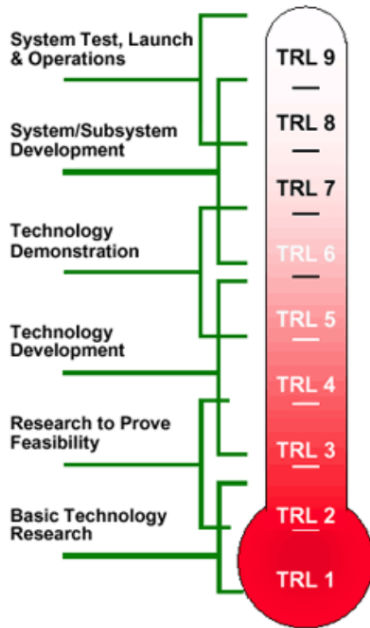 System Test, Launch
& Operations
System/Subsystem
Development
Technology
Demonstration
Technology
Development
Research to Prove
Feasibility
Basic Technology
Research
TRL 9
TRL 8
TRL 7
TRL 6
TRL 5
TRL 4
TRL 3
TRL 2
TRL 1